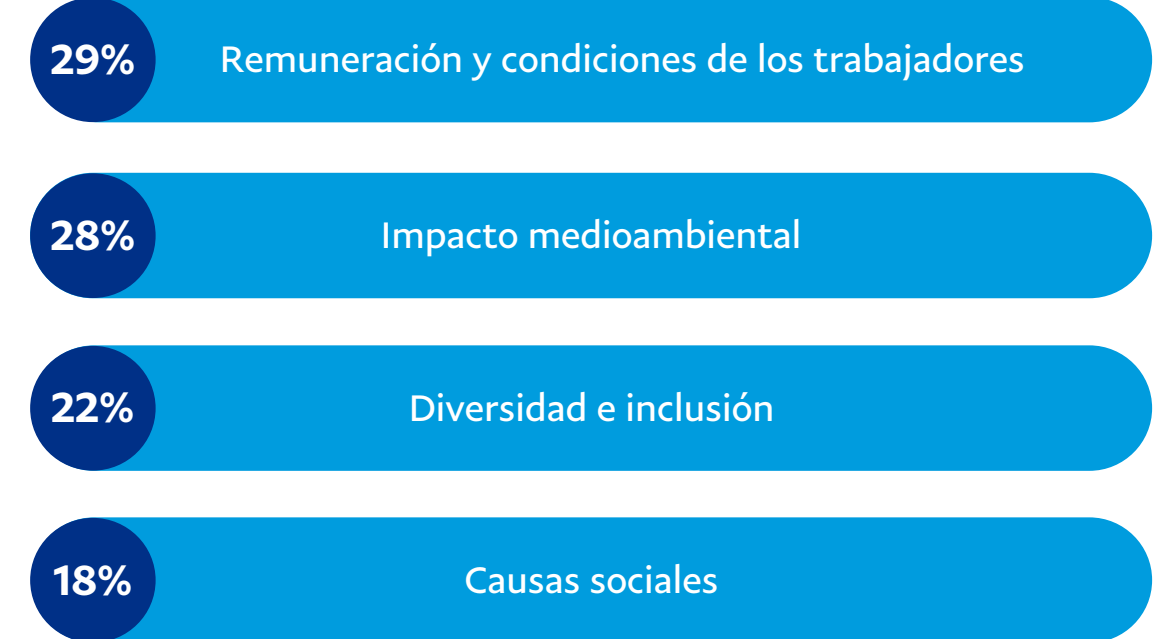 29% Remuneración y condiciones de los trabajadores
28% Impacto medioambiental
22% Diversidad e inclusión
18% Causas sociales